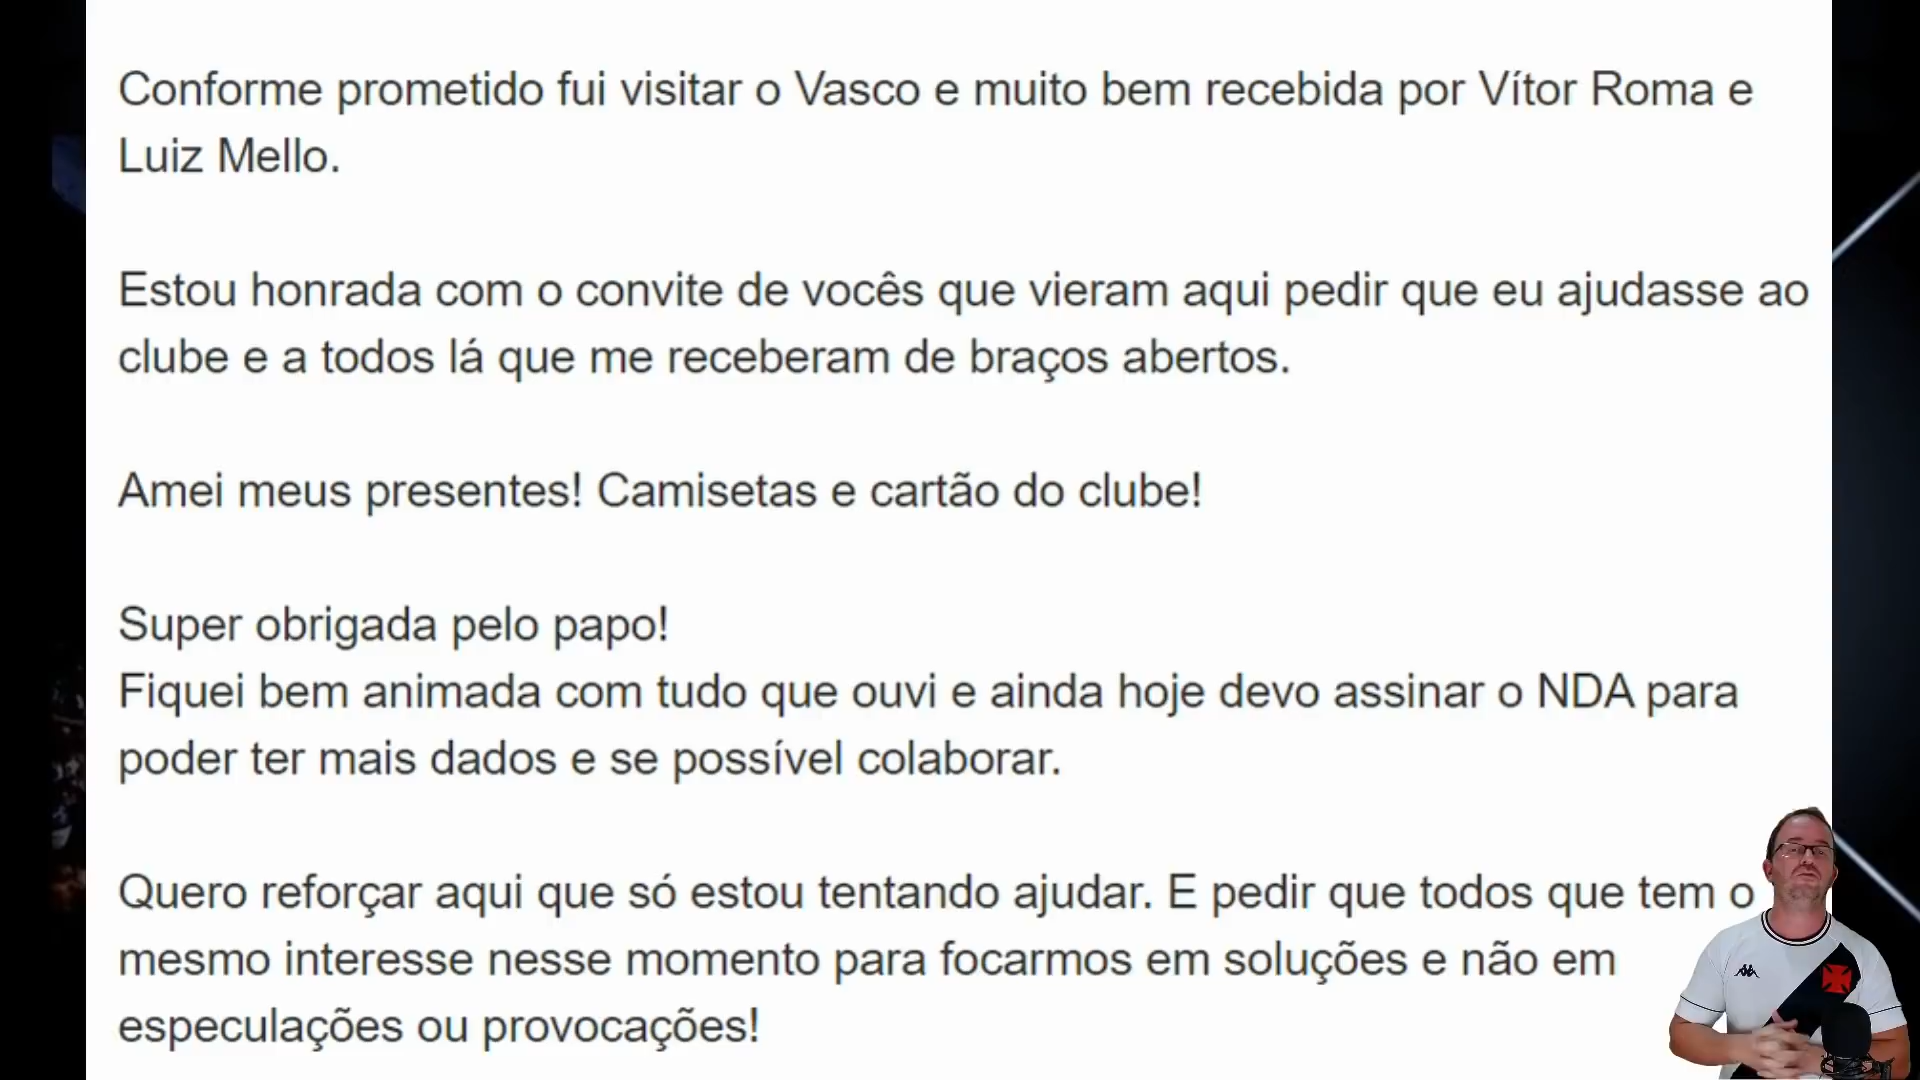 Conforme prometido fui visitar o Vasco e muito bem recebida por Vítor Roma e
Luiz Mello.
Estou honrada com o convite de vocês que vieram aqui pedir que eu ajudasse ao
clube e a todos lá que me receberam de braços abertos.
Amei meus presentes! Camisetas e cartão do clube!
Super obrigada pelo papo!
Fiquei bem animada com tudo que ouvi e ainda hoje devo assinar o NDA para
poder ter mais dados e se possível colaborar.
Quero reforçar aqui que só estou tentando ajudar. E pedir que todos que tem o
mesmo interesse nesse momento para focarmos em soluções e não em
especulações ou provocações!